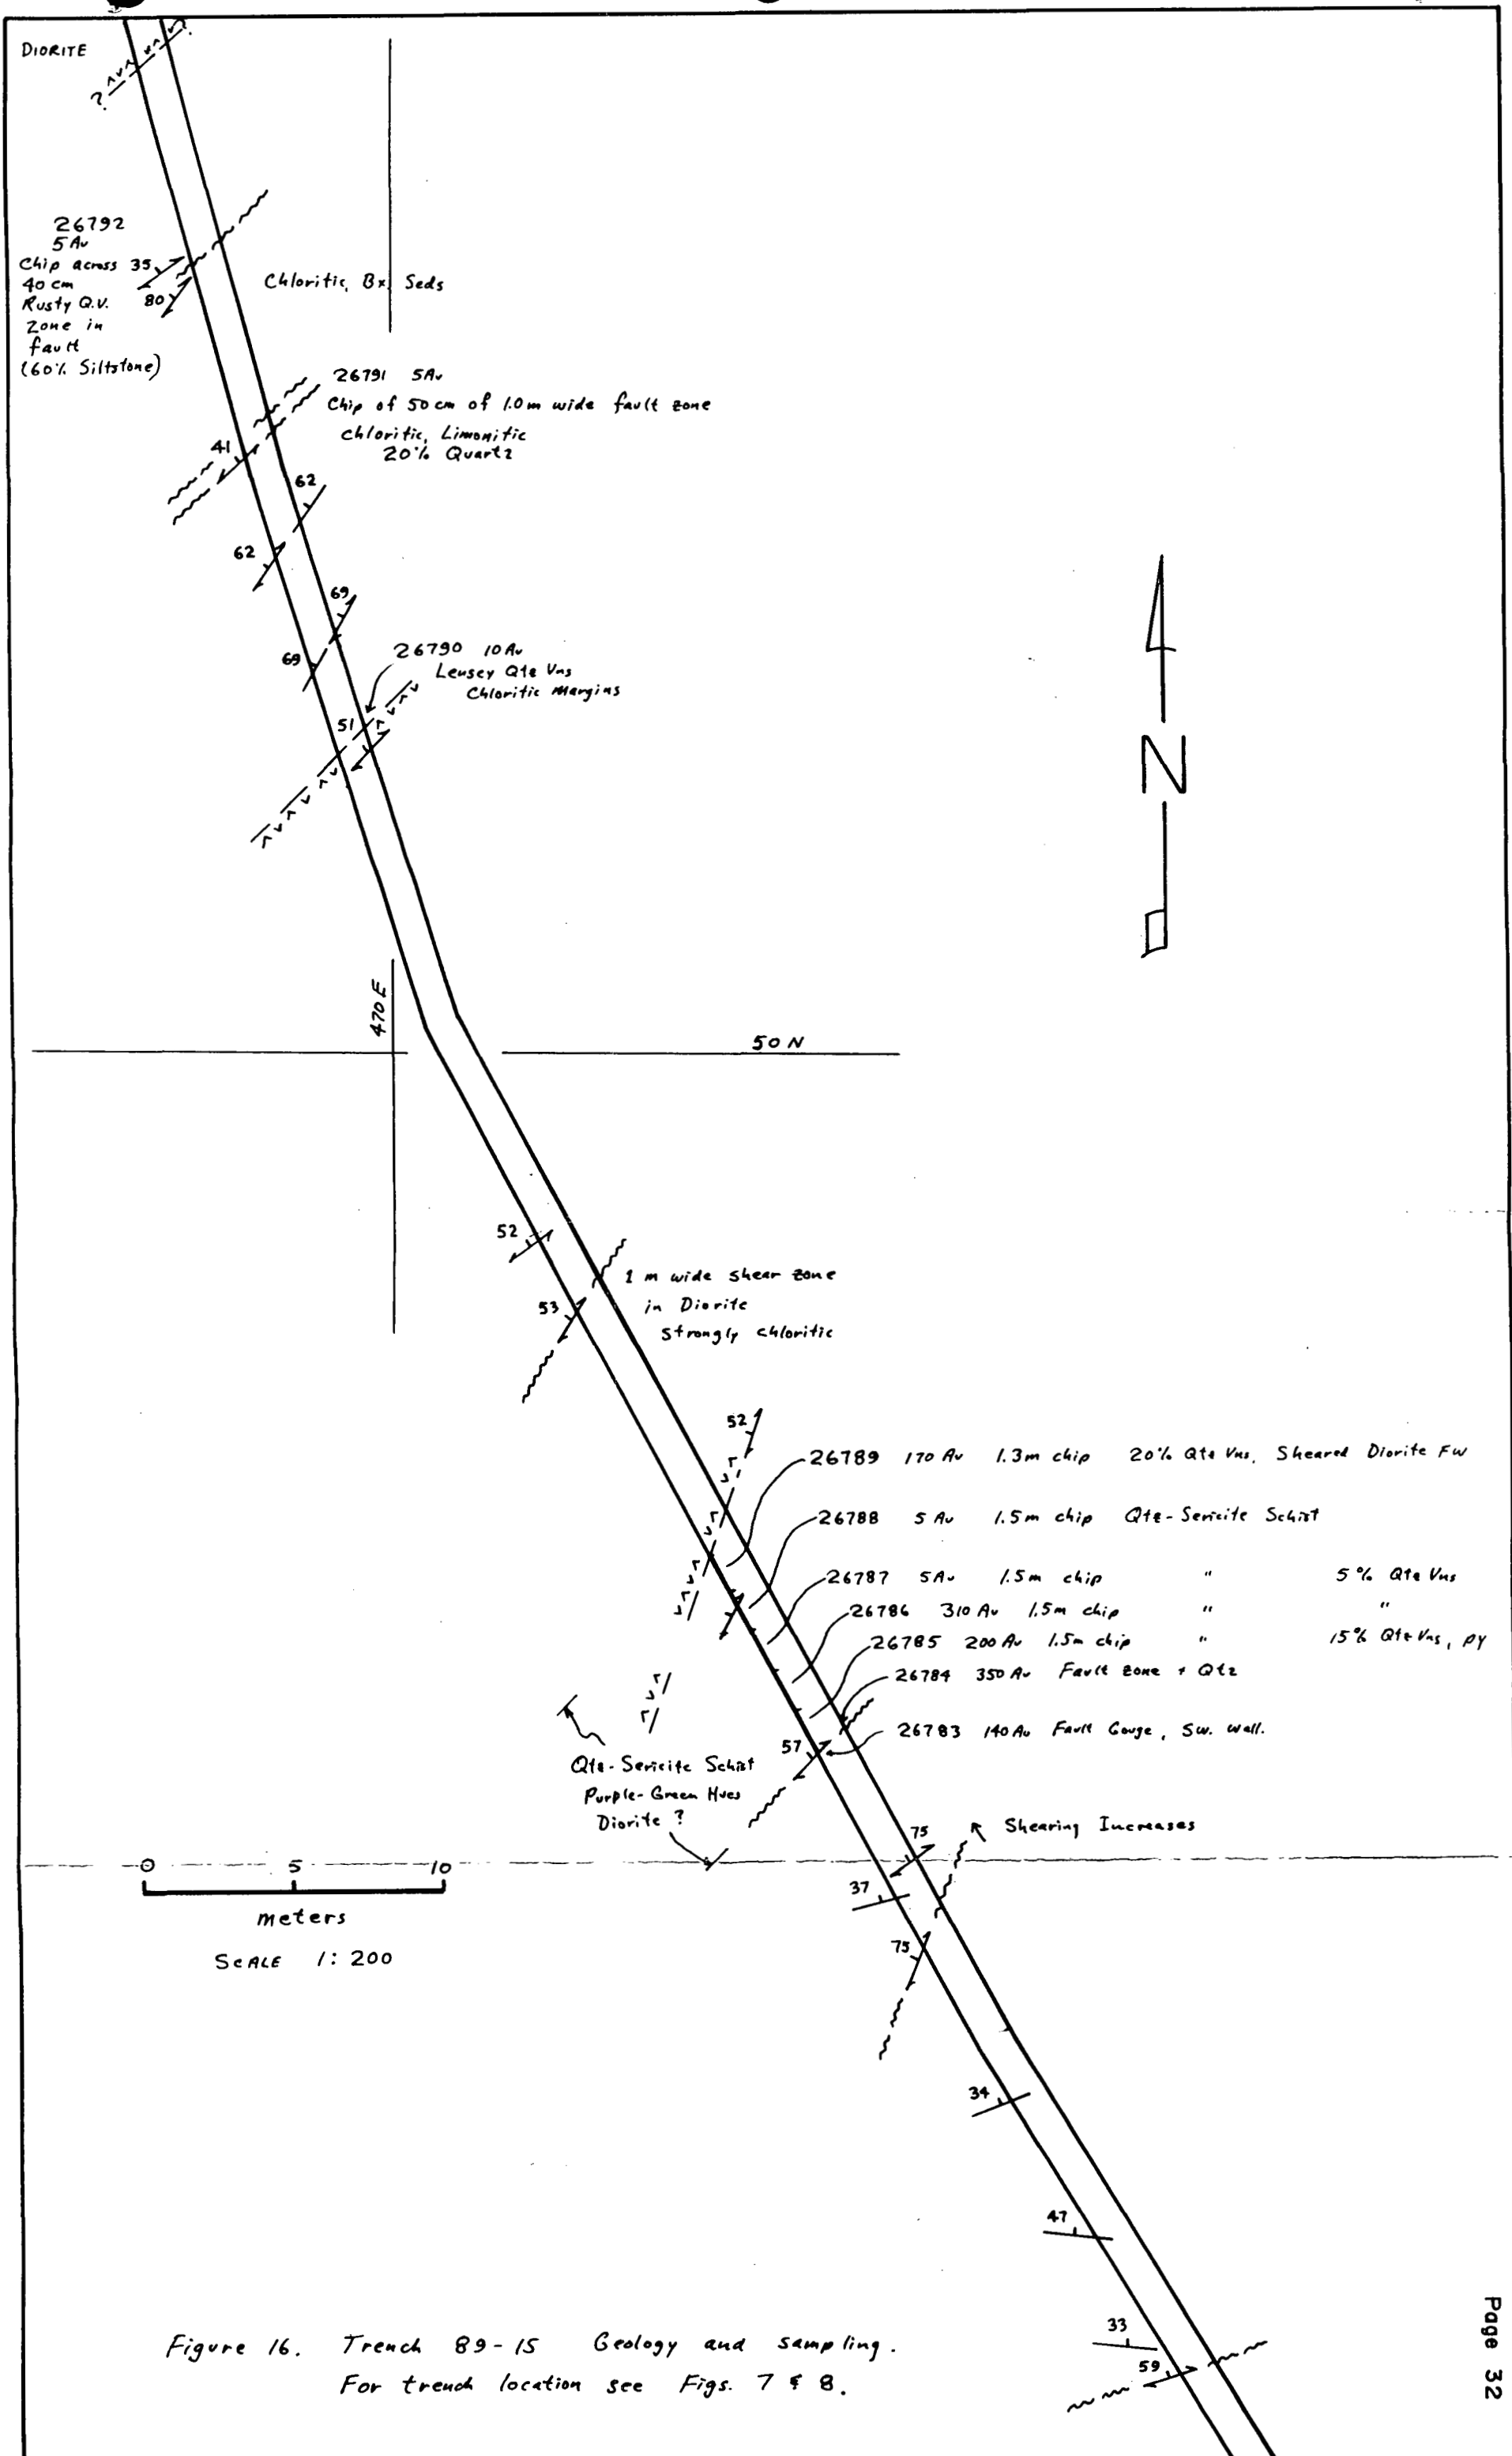 DIORITE
?
?
26792
5 Au
Chip across
40 cm
Rusty Q.V.
Zone in
fault
(60% Siltstone)
35
80
Chloritic, Bx Seds
26791 5Au
Chip of 50 cm of 1.0 m wide fault zone
Chloritic, Limonitic
20% Quartz
41
62
62
69
69
26790 10 Au
Lensey Qtz Vns
Chloritic Margins
51
N
470 E
50 N
52
53
1 m wide shear zone
in Diorite
strongly chloritic
52
26789 170 Au 1.3m chip 20% Qtz Vns, Sheared Diorite FW
26788 5 Au 1.5m chip Qtz-Sericite Schist
26787 5 Au 1.5m chip " 5% Qtz Vns
26786 310 Au 1.5m chip " "
26785 200 Au 1.5m chip " 15% Qtz Vns, py
26784 350 Au Fault zone + Qtz
26783 140 Au Fault Gouge, SW. wall.
57
Qtz-Sericite Schist
Purple-Green Hues
Diorite ?
75
Shearing Increases
37
75
0 5 10
meters
SCALE 1:200
34
47
33
59
Figure 16. Trench 89-15 Geology and sampling.
For trench location see Figs. 7 & 8.
Page 32